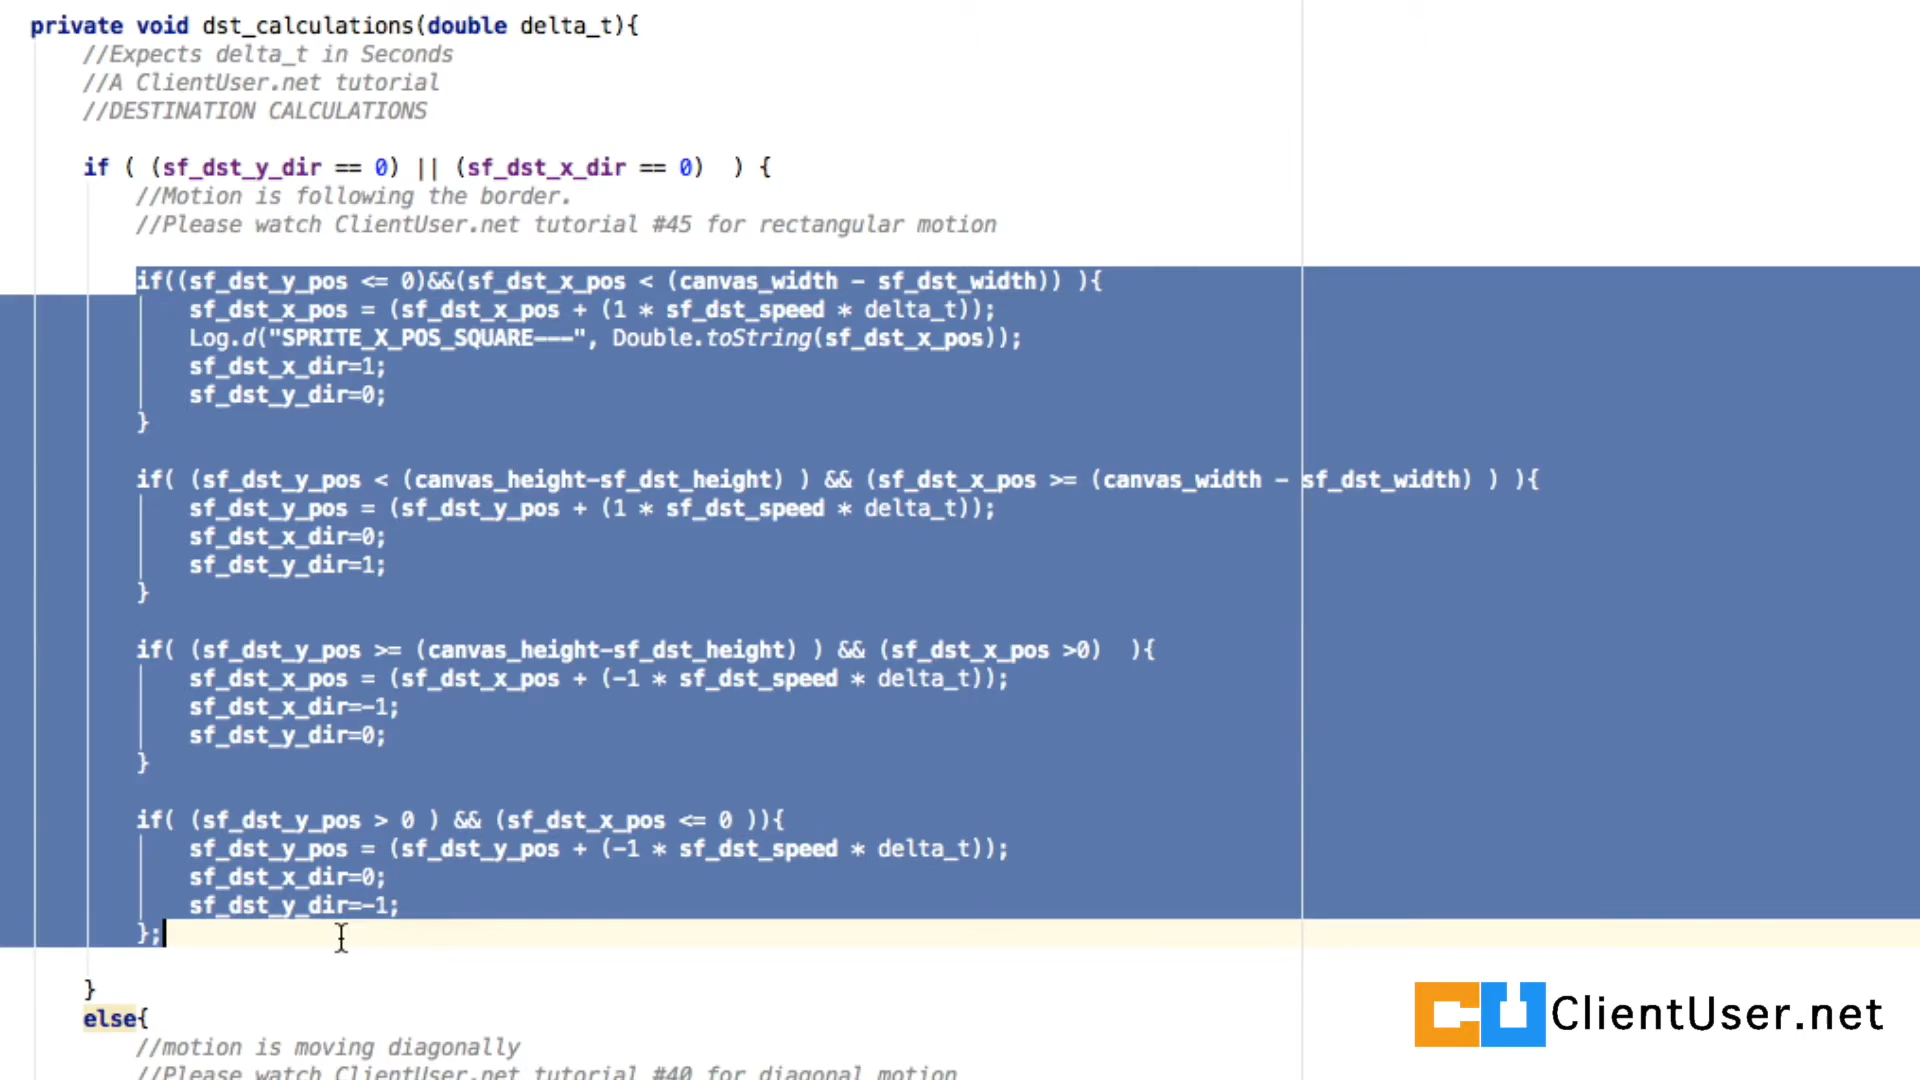 private void dst_calculations(double delta_t){
//Expects delta_t in Seconds
//A ClientUser.net tutorial
//DESTINATION CALCULATIONS
if ( (sf_dst_y_dir == 0) || (sf_dst_x_dir == 0)  ) {
//Motion is following the border.
//Please watch ClientUser.net tutorial #45 for rectangular motion
if((sf_dst_y_pos <= 0)&&(sf_dst_x_pos < (canvas_width - sf_dst_width)) ){
sf_dst_x_pos = (sf_dst_x_pos + (1 * sf_dst_speed * delta_t));
Log.d("SPRITE_X_POS_SQUARE---", Double.toString(sf_dst_x_pos));
sf_dst_x_dir=1;
sf_dst_y_dir=0;
}
if( (sf_dst_y_pos < (canvas_height-sf_dst_height) ) && (sf_dst_x_pos >= (canvas_width - sf_dst_width) ) ){
sf_dst_y_pos = (sf_dst_y_pos + (1 * sf_dst_speed * delta_t));
sf_dst_x_dir=0;
sf_dst_y_dir=1;
}
if( (sf_dst_y_pos >= (canvas_height-sf_dst_height) ) && (sf_dst_x_pos >0)  ){
sf_dst_x_pos = (sf_dst_x_pos + (-1 * sf_dst_speed * delta_t));
sf_dst_x_dir=-1;
sf_dst_y_dir=0;
}
if( (sf_dst_y_pos > 0 ) && (sf_dst_x_pos <= 0 )){
sf_dst_y_pos = (sf_dst_y_pos + (-1 * sf_dst_speed * delta_t));
sf_dst_x_dir=0;
sf_dst_y_dir=-1;
};
}
else{
//motion is moving diagonally
//Please watch ClientUser.net tutorial #40 for diagonal motion
ClientUser.net